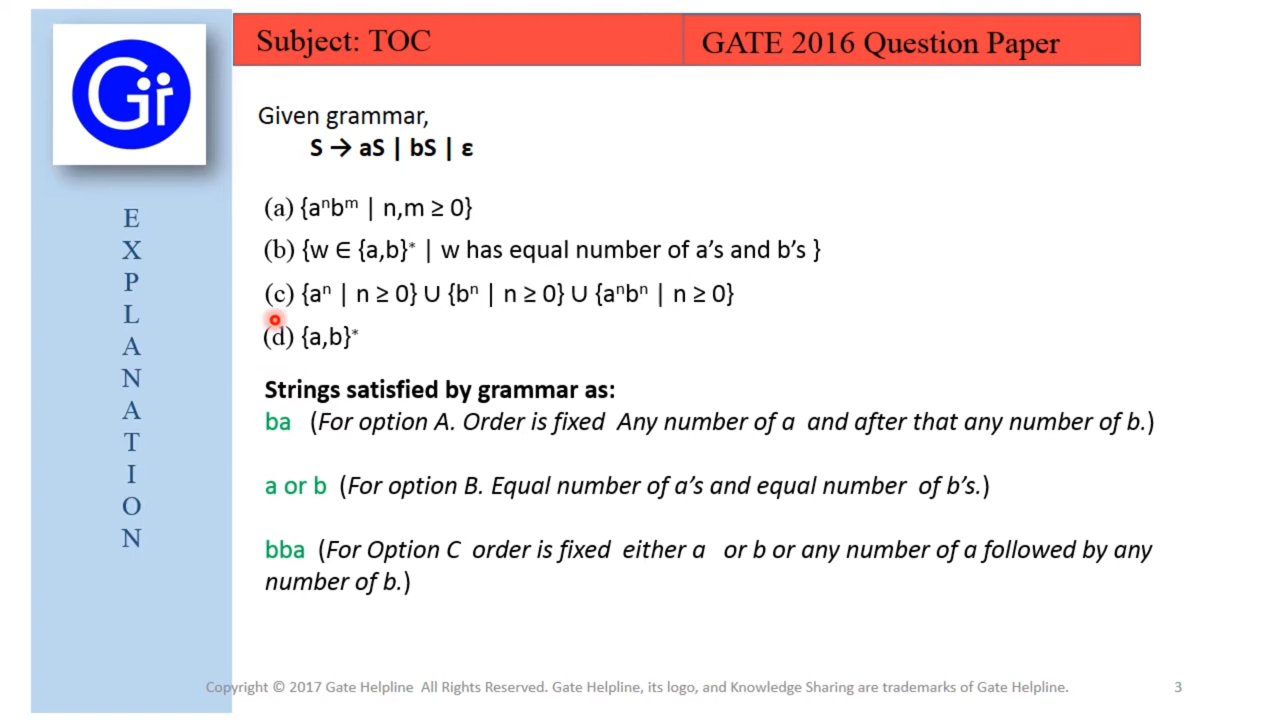 Gir
Subject: TOC
GATE 2016 Question Paper
E
X
P
L
A
N
A
T
I
O
N
Given grammar,
S → aS | bS | ε
(a) {aⁿbᵐ | n,m ≥ 0}
(b) {w ∈ {a,b}* | w has equal number of a’s and b’s }
(c) {aⁿ | n ≥ 0} ∪ {bⁿ | n ≥ 0} ∪ {aⁿbⁿ | n ≥ 0}
(d) {a,b}*
Strings satisfied by grammar as:
ba (For option A. Order is fixed Any number of a and after that any number of b.)
a or b (For option B. Equal number of a’s and equal number of b’s.)
bba (For Option C order is fixed either a or b or any number of a followed by any
number of b.)
Copyright © 2017 Gate Helpline All Rights Reserved. Gate Helpline, its logo, and Knowledge Sharing are trademarks of Gate Helpline.
3